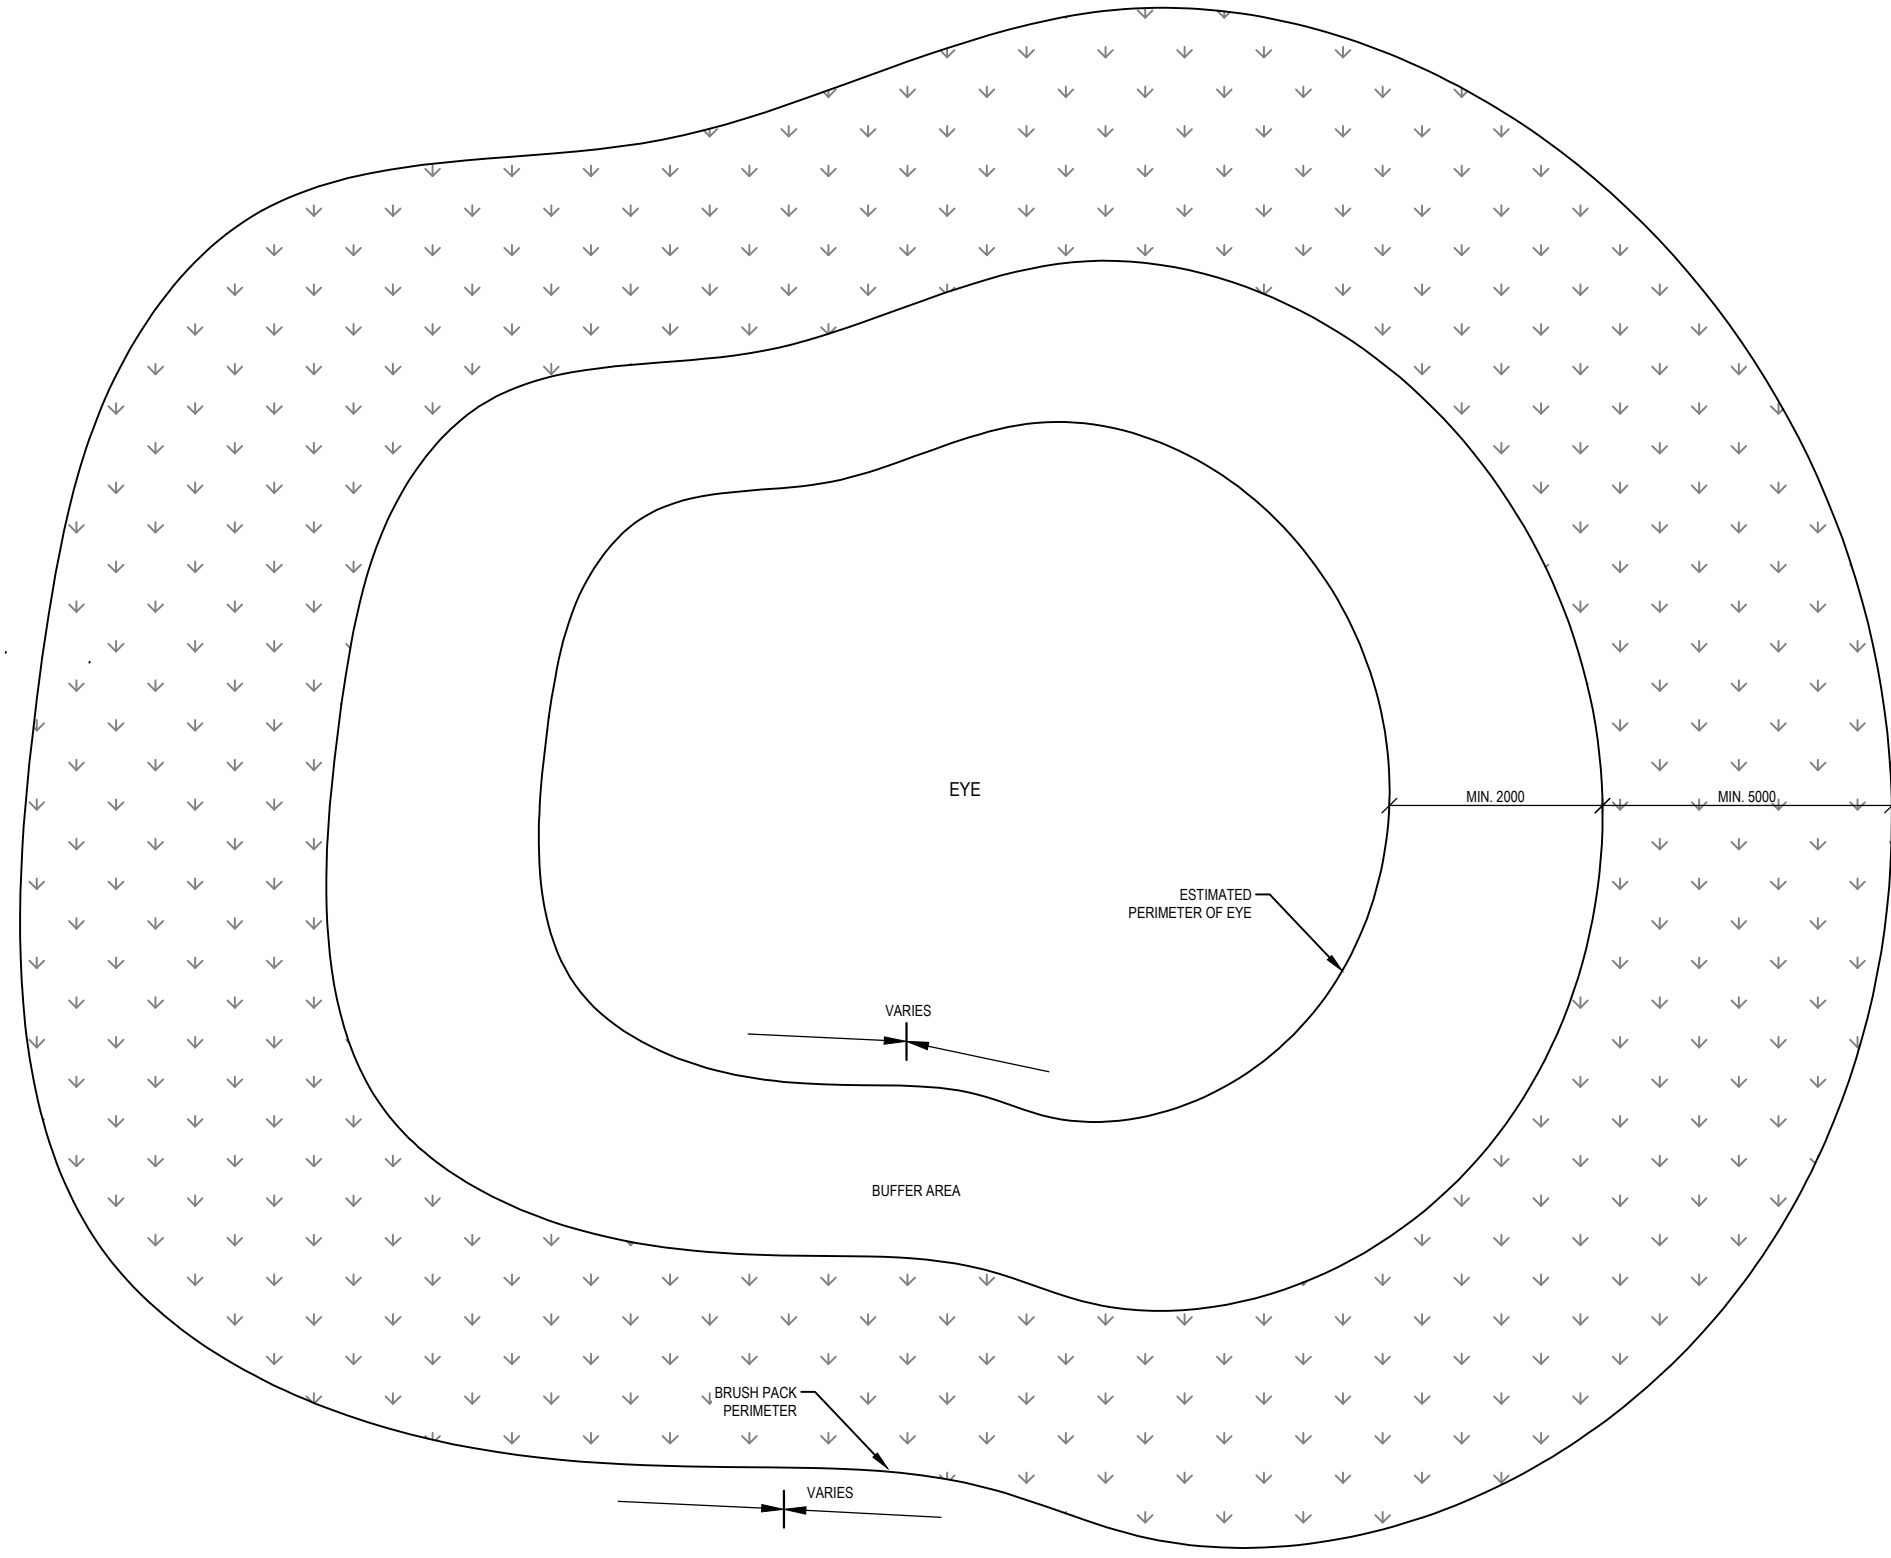 EYE
MIN. 2000
MIN. 5000
ESTIMATED
PERIMETER OF EYE
VARIES
BUFFER AREA
BRUSH PACK
PERIMETER
VARIES